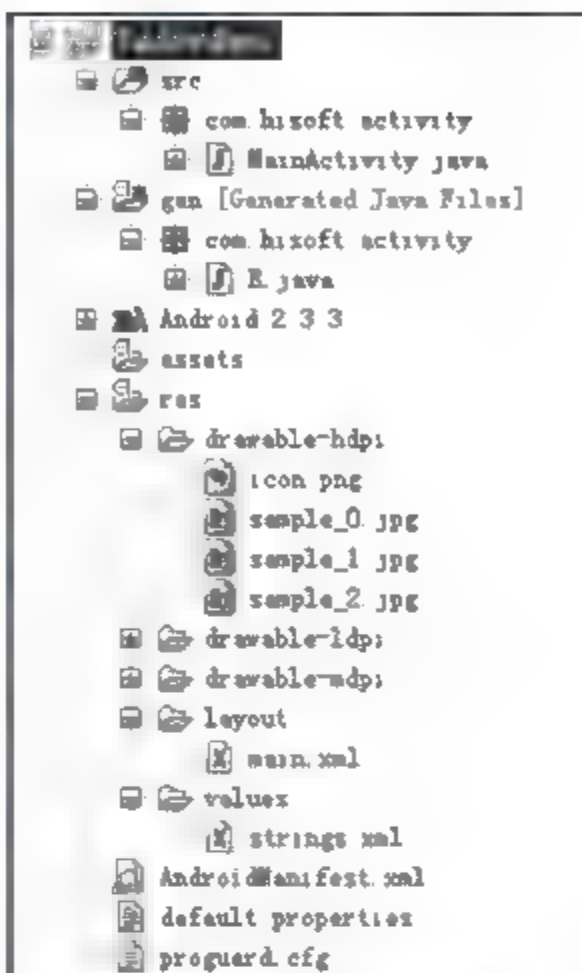 src
com.hisoft.activity
MainActivity.java
gen [Generated Java Files]
com.hisoft.activity
R.java
Android 2.3.3
assets
res
drawable-hdpi
icon.png
sample_0.jpg
sample_1.jpg
sample_2.jpg
drawable-ldpi
drawable-mdpi
layout
main.xml
values
strings.xml
AndroidManifest.xml
default.properties
proguard.cfg